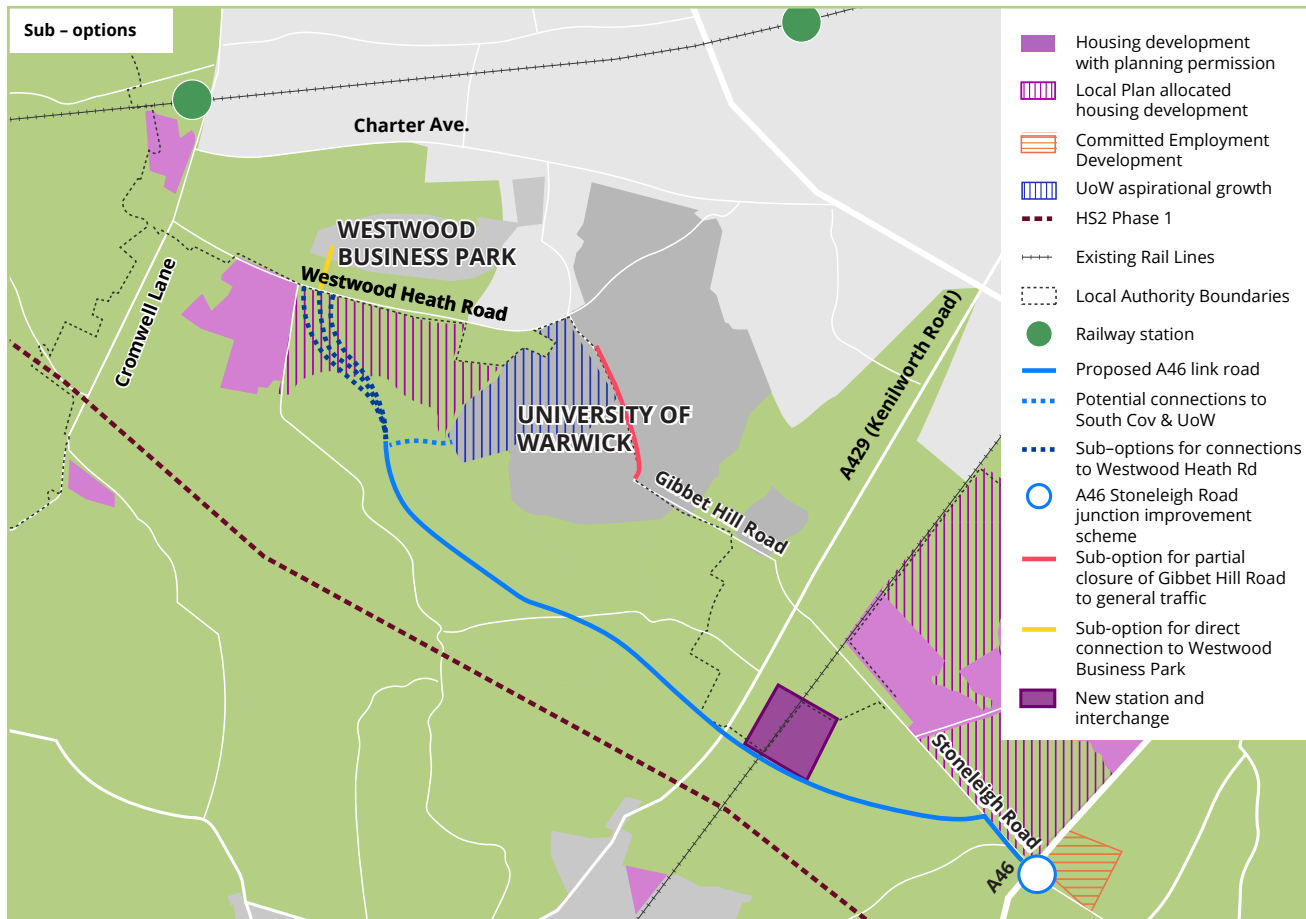 Sub – options
Charter Ave.
WESTWOOD
BUSINESS PARK
Westwood Heath Road
Cromwell Lane
UNIVERSITY OF
WARWICK
Gibbet Hill Road
A429 (Kenilworth Road)
Stoneleigh Road
A46
Housing development
with planning permission
Local Plan allocated
housing development
Committed Employment
Development
UoW aspirational growth
HS2 Phase 1
Existing Rail Lines
Local Authority Boundaries
Railway station
Proposed A46 link road
Potential connections to
South Cov & UoW
Sub–options for connections
to Westwood Heath Rd
A46 Stoneleigh Road
junction improvement
scheme
Sub-option for partial
closure of Gibbet Hill Road
to general traffic
Sub-option for direct
connection to Westwood
Business Park
New station and
interchange